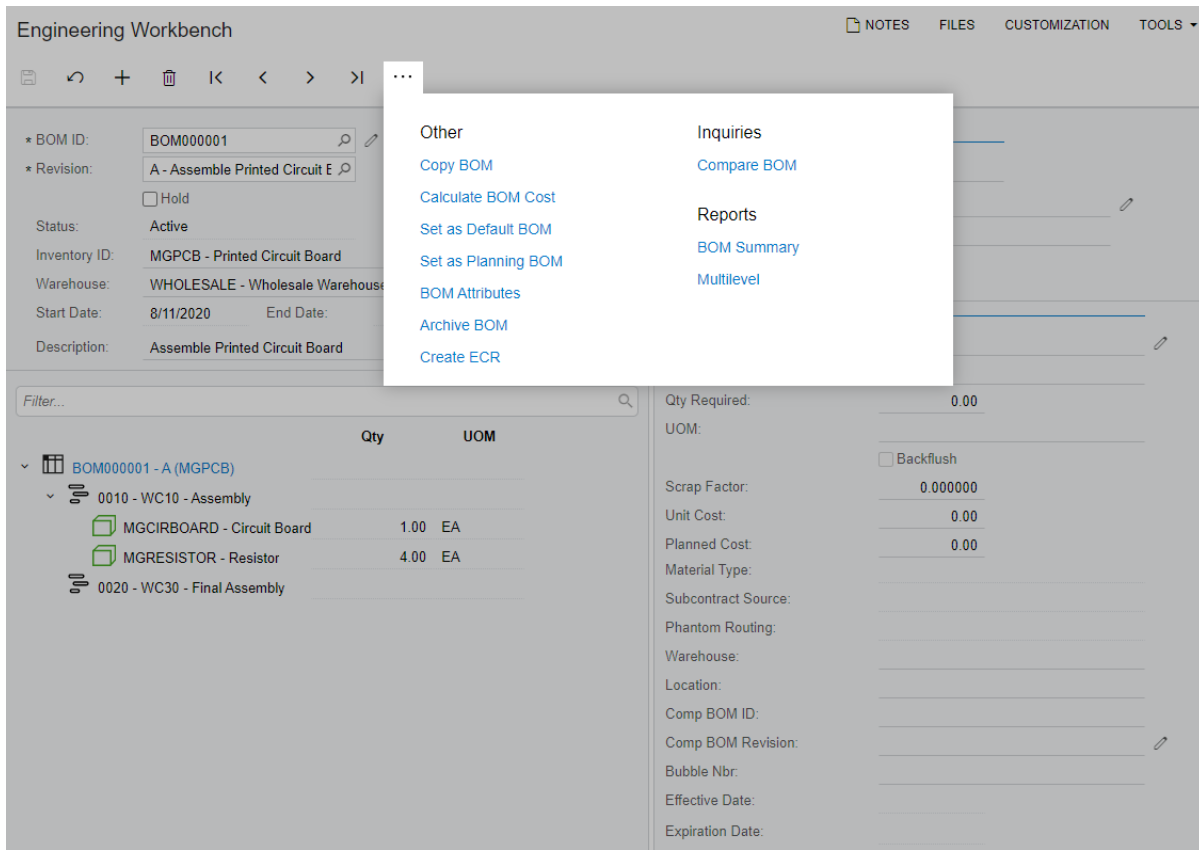 Engineering Workbench
NOTES FILES CUSTOMIZATION TOOLS
...
* BOM ID: BOM000001
* Revision: A - Assemble Printed Circuit
Hold
Status: Active
Inventory ID: MGPCB - Printed Circuit Board
Warehouse: WHOLESALE - Wholesale Warehouse
Start Date: 8/11/2020 End Date:
Description: Assemble Printed Circuit Board
Other
Copy BOM
Calculate BOM Cost
Set as Default BOM
Set as Planning BOM
BOM Attributes
Archive BOM
Create ECR
Inquiries
Compare BOM
Reports
BOM Summary
Multilevel
Filter...
Qty UOM
BOM000001 - A (MGPCB)
0010 - WC10 - Assembly
MGCIRBOARD - Circuit Board 1.00 EA
MGRESISTOR - Resistor 4.00 EA
0020 - WC30 - Final Assembly
Qty Required: 0.00
UOM:
Backflush
Scrap Factor: 0.000000
Unit Cost: 0.00
Planned Cost: 0.00
Material Type:
Subcontract Source:
Phantom Routing:
Warehouse:
Location:
Comp BOM ID:
Comp BOM Revision:
Bubble Nbr:
Effective Date:
Expiration Date: